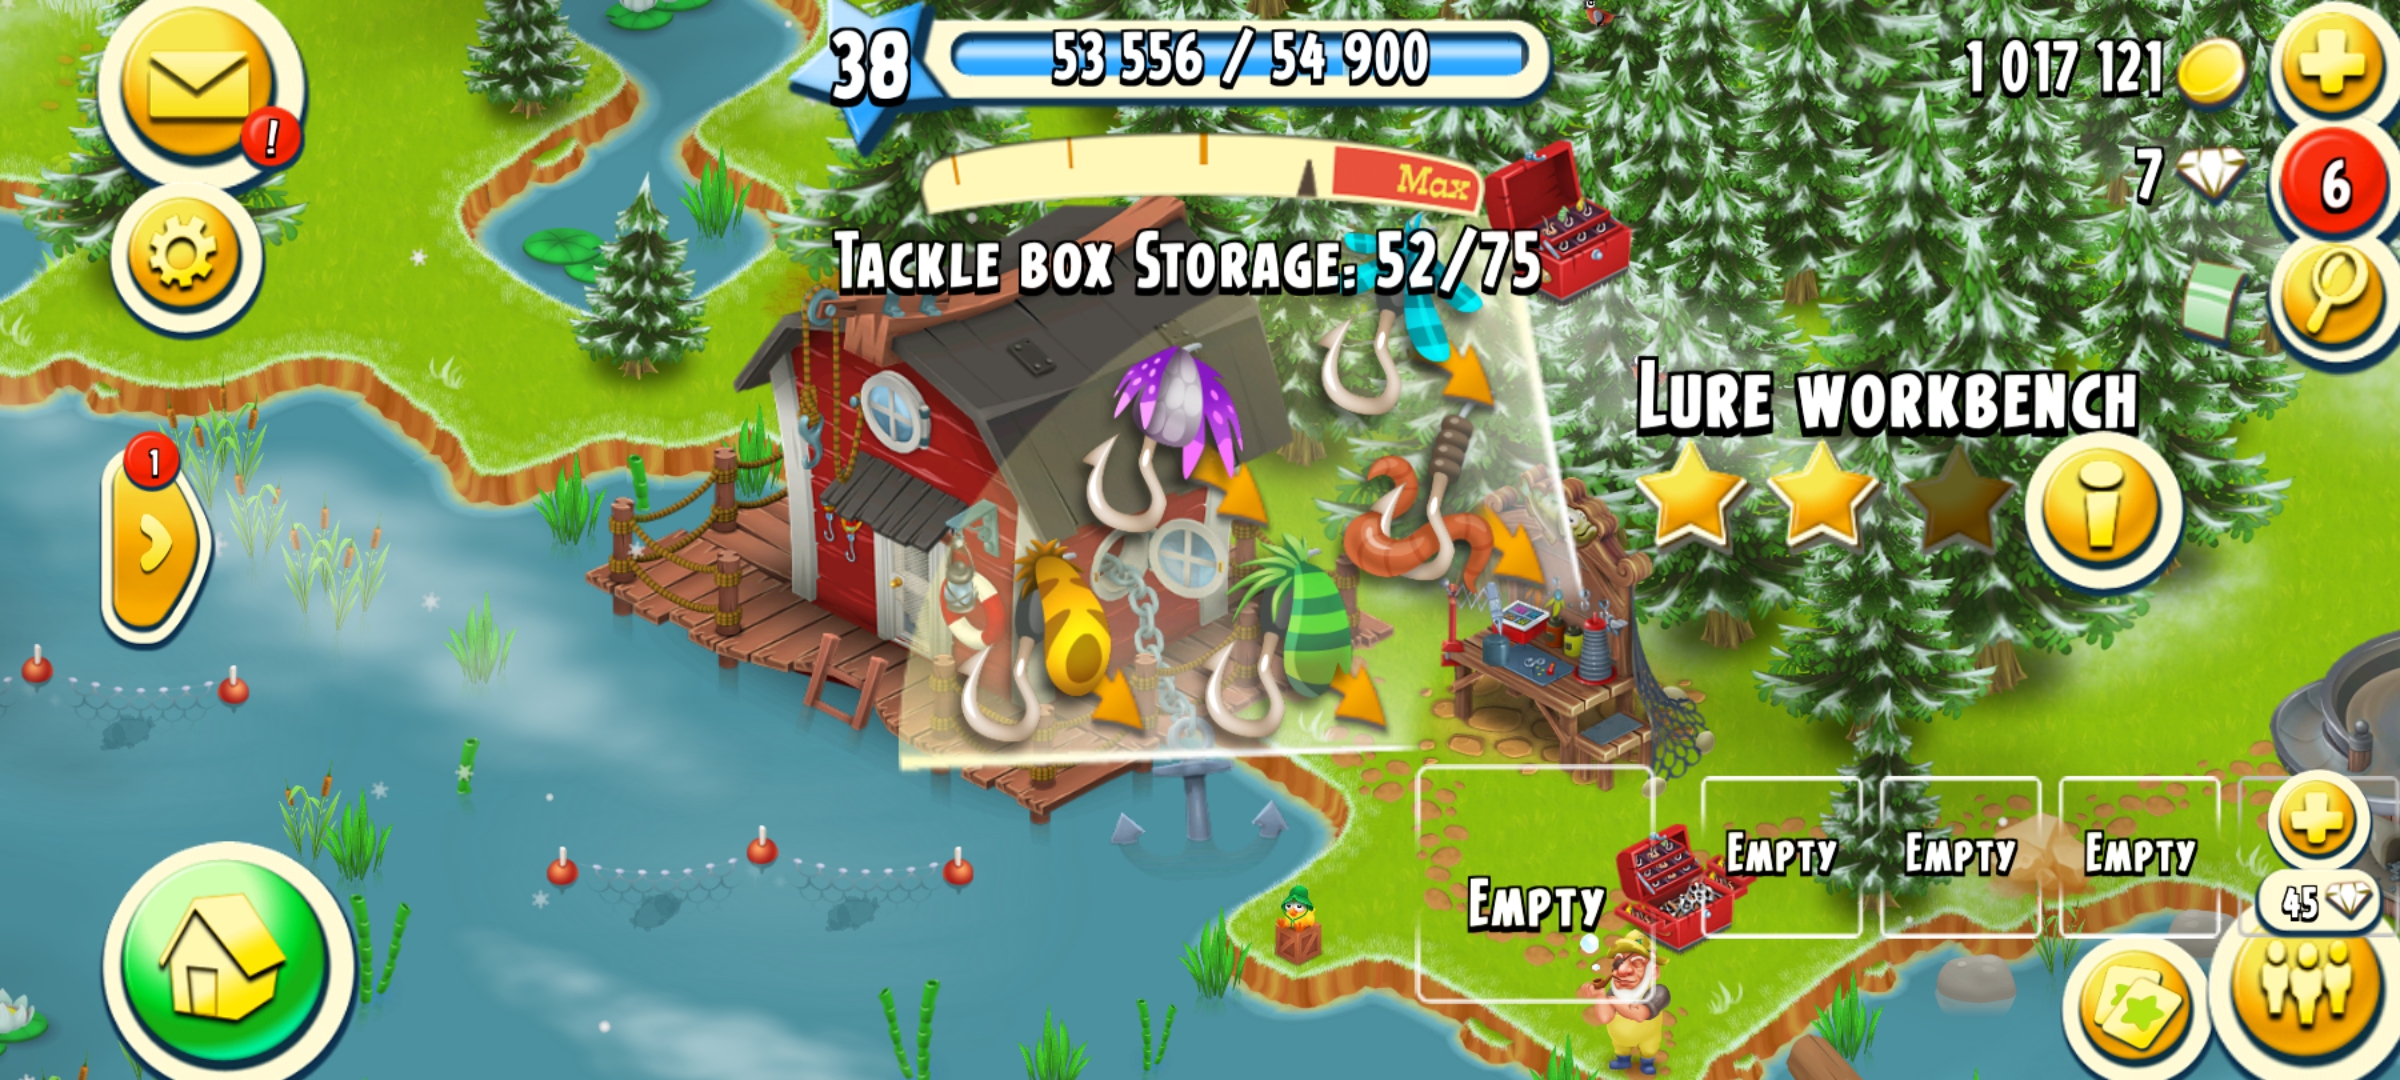 38
53 556 / 54 900
1 017 121
!
7
6
Max
Tackle box Storage: 52/75
Lure workbench
1
Empty
Empty
Empty
Empty
45